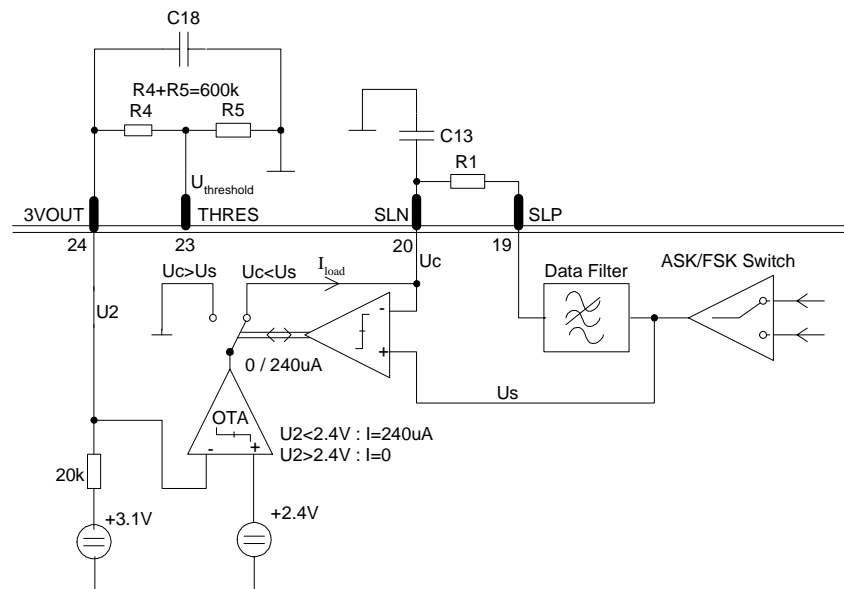 C18
R4+R5=600k
R4
R5
C13
R1
U threshold
3VOUT
THRES
SLN
SLP
24
23
20
19
Uc
Uc>Us
Uc<Us
I load
Data Filter
ASK/FSK Switch
U2
-
+
0 / 240uA
Us
OTA
-
+
U2<2.4V : I=240uA
U2>2.4V : I=0
20k
+3.1V
+2.4V